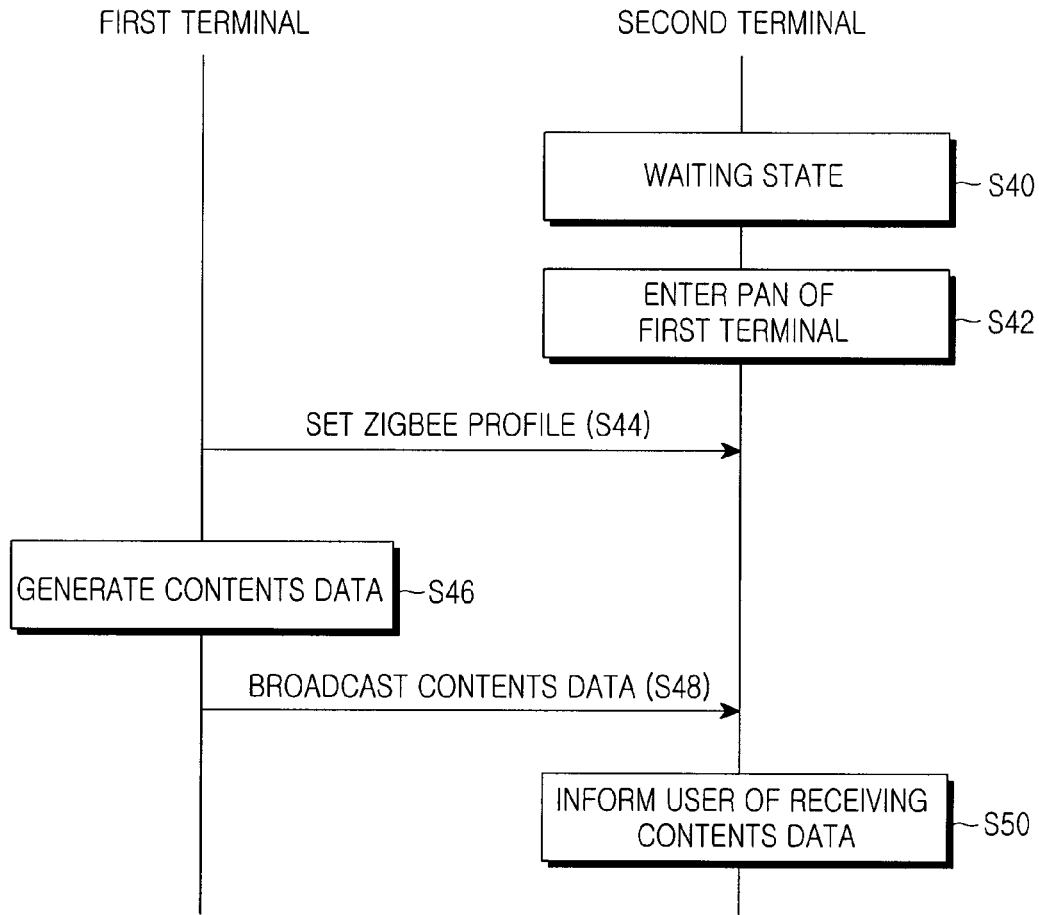 FIRST TERMINAL
SECOND TERMINAL
WAITING STATE
S40
ENTER PAN OF
FIRST TERMINAL
S42
SET ZIGBEE PROFILE (S44)
GENERATE CONTENTS DATA
S46
BROADCAST CONTENTS DATA (S48)
INFORM USER OF RECEIVING
CONTENTS DATA
S50